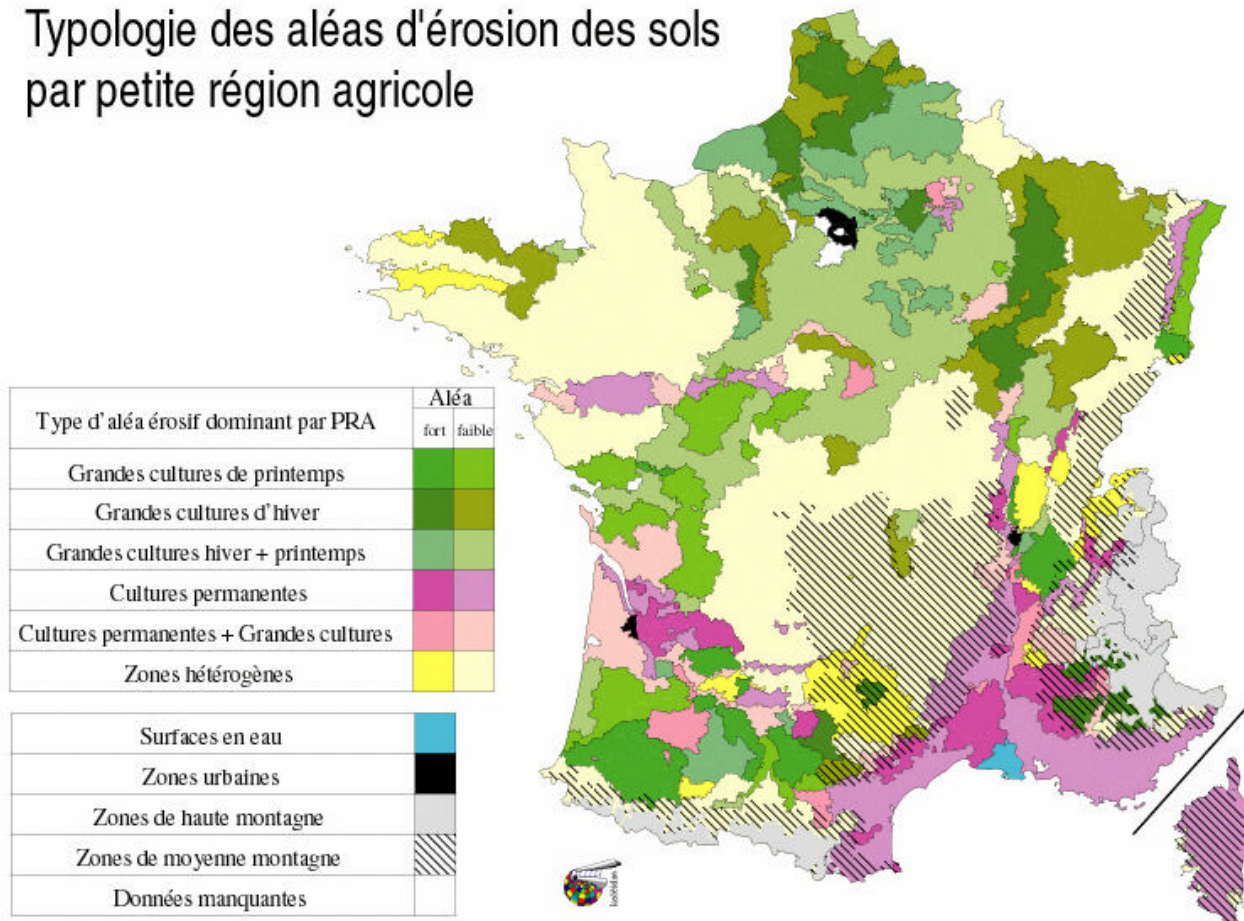 Typologie des aléas d'érosion des sols
par petite région agricole
Type d'aléa érosif dominant par PRA
Aléa
fort faible
Grandes cultures de printemps
Grandes cultures d'hiver
Grandes cultures hiver + printemps
Cultures permanentes
Cultures permanentes + Grandes cultures
Zones hétérogènes
Surfaces en eau
Zones urbaines
Zones de haute montagne
Zones de moyenne montagne
Données manquantes